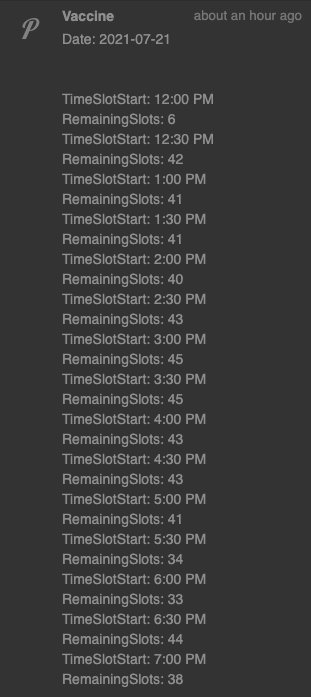 Vaccine
about an hour ago
Date: 2021-07-21
TimeSlotStart: 12:00 PM
RemainingSlots: 6
TimeSlotStart: 12:30 PM
RemainingSlots: 42
TimeSlotStart: 1:00 PM
RemainingSlots: 41
TimeSlotStart: 1:30 PM
RemainingSlots: 41
TimeSlotStart: 2:00 PM
RemainingSlots: 40
TimeSlotStart: 2:30 PM
RemainingSlots: 43
TimeSlotStart: 3:00 PM
RemainingSlots: 45
TimeSlotStart: 3:30 PM
RemainingSlots: 45
TimeSlotStart: 4:00 PM
RemainingSlots: 43
TimeSlotStart: 4:30 PM
RemainingSlots: 43
TimeSlotStart: 5:00 PM
RemainingSlots: 41
TimeSlotStart: 5:30 PM
RemainingSlots: 34
TimeSlotStart: 6:00 PM
RemainingSlots: 33
TimeSlotStart: 6:30 PM
RemainingSlots: 44
TimeSlotStart: 7:00 PM
RemainingSlots: 38